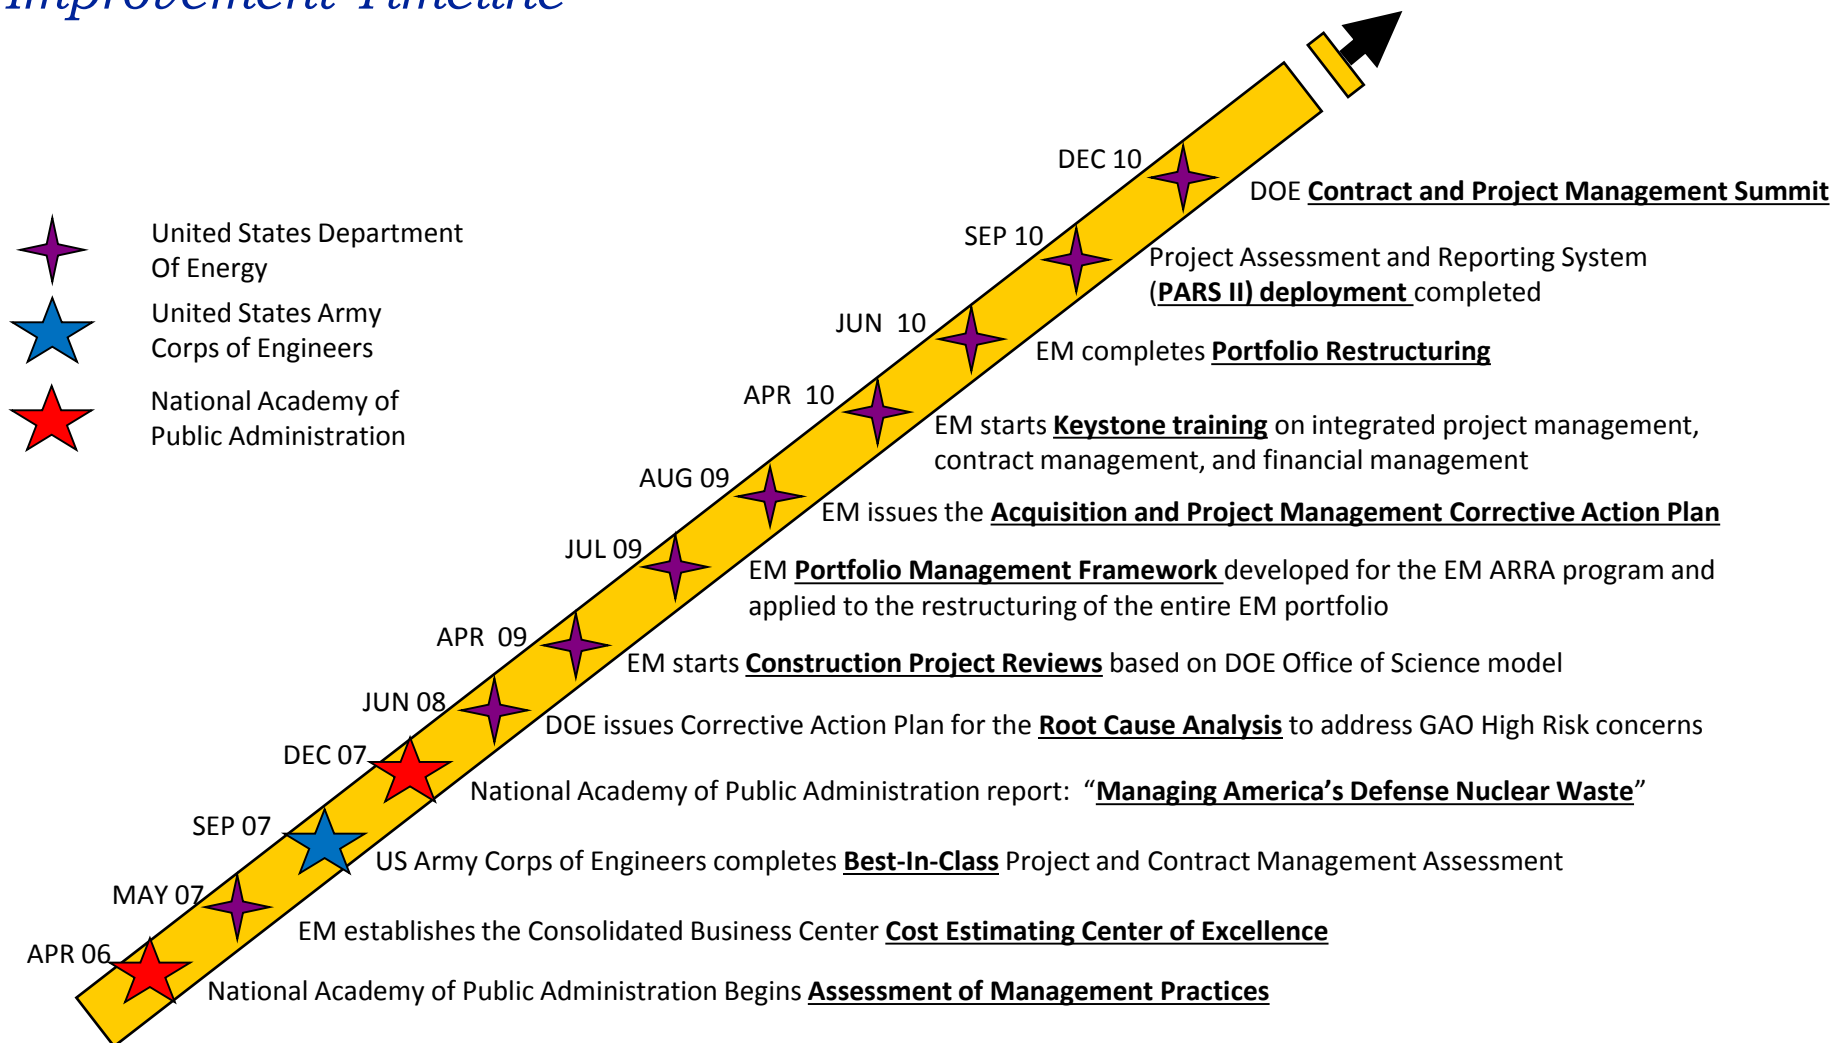 Improvement Timeline
United States Department
Of Energy
United States Army
Corps of Engineers
National Academy of
Public Administration
DEC 10
DOE Contract and Project Management Summit
SEP 10
Project Assessment and Reporting System
(PARS II) deployment completed
JUN 10
EM completes Portfolio Restructuring
APR 10
EM starts Keystone training on integrated project management,
contract management, and financial management
AUG 09
EM issues the Acquisition and Project Management Corrective Action Plan
JUL 09
EM Portfolio Management Framework developed for the EM ARRA program and
applied to the restructuring of the entire EM portfolio
APR 09
EM starts Construction Project Reviews based on DOE Office of Science model
JUN 08
DOE issues Corrective Action Plan for the Root Cause Analysis to address GAO High Risk concerns
DEC 07
National Academy of Public Administration report: “Managing America’s Defense Nuclear Waste”
SEP 07
US Army Corps of Engineers completes Best-In-Class Project and Contract Management Assessment
MAY 07
EM establishes the Consolidated Business Center Cost Estimating Center of Excellence
APR 06
National Academy of Public Administration Begins Assessment of Management Practices